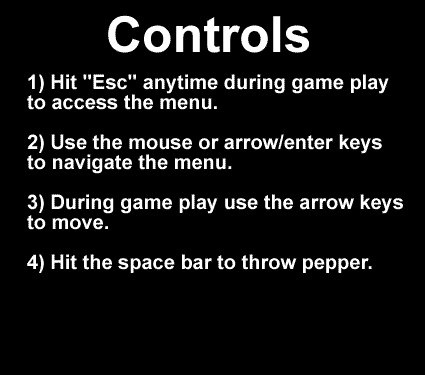 Controls
1) Hit "Esc" anytime during game play
to access the menu.
2) Use the mouse or arrow/enter keys
to navigate the menu.
3) During game play use the arrow keys
to move.
4) Hit the space bar to throw pepper.